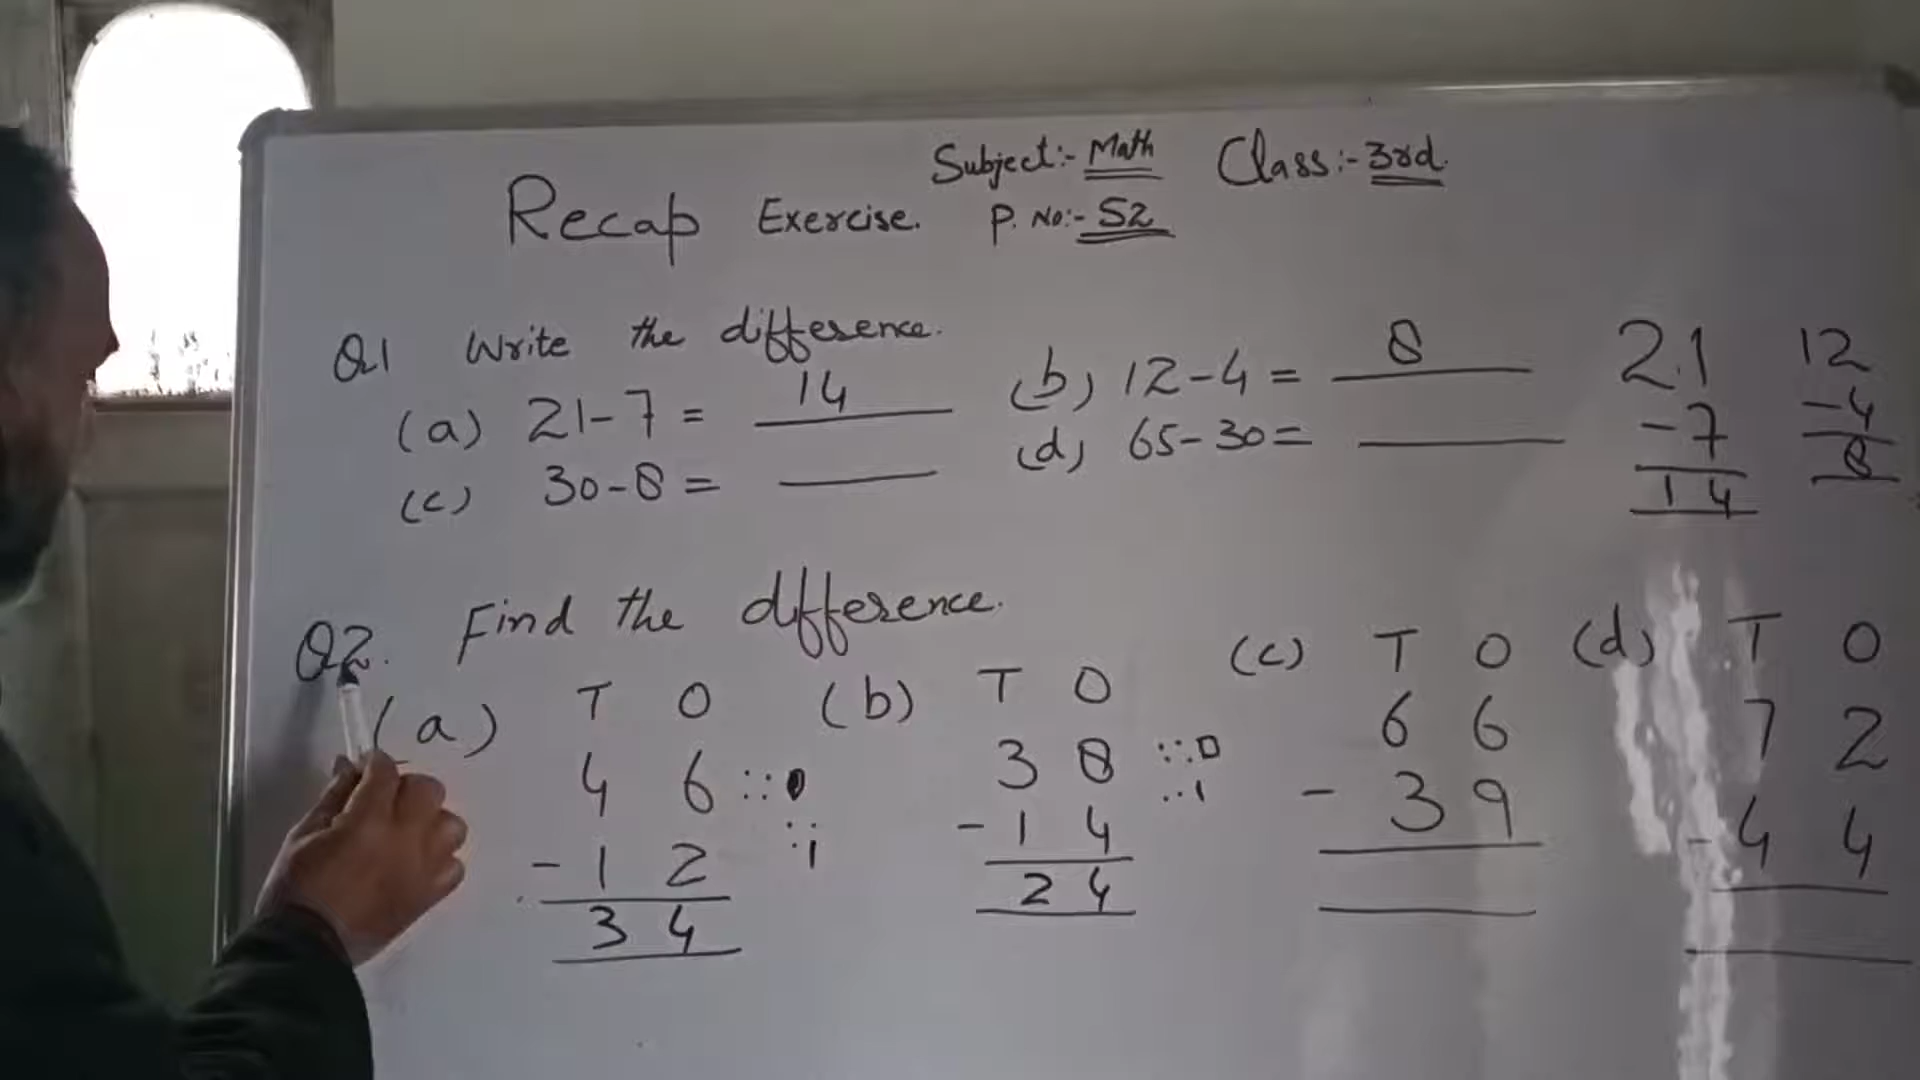 Subject:- Math Class:- 3rd.
Recap Exercise. P. No:- 52
Q1 Write the difference.
(a) 21-7 = 14 (b) 12-4 = 8
(c) 30-8 = (d) 65-30 =
21 12
-7 -4
14 8
Q2. Find the difference.
(a) T O (b) T O (c) T O (d) T O
4 6 3 8 6 6 7 2
- 1 2 - 1 4 - 3 9 - 4 4
3 4 2 4